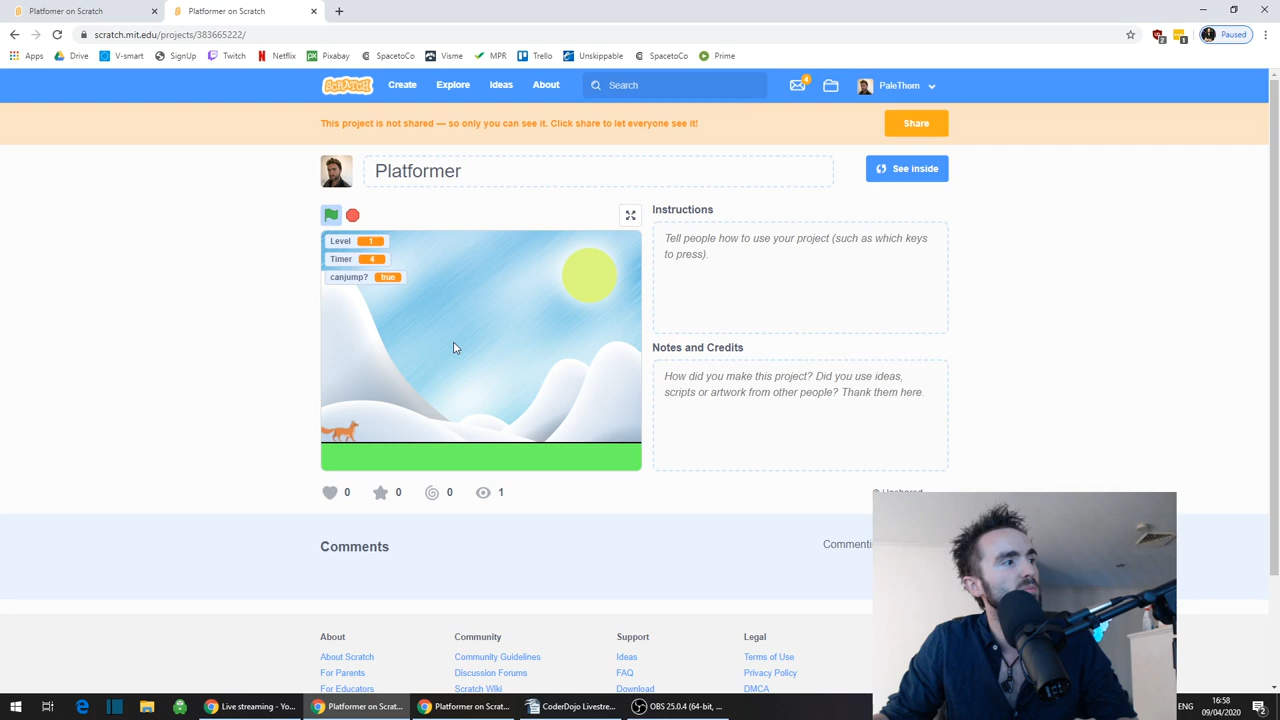 Platformer on Scratch
Platformer on Scratch
scratch.mit.edu/projects/383665222/
Paused
2
1
Apps
Drive
V-smart
SignUp
Twitch
Netflix
Pixabay
SpacetoCo
Visme
MPR
Trello
Unskippable
SpacetoCo
Prime
SCRATCH
Create
Explore
Ideas
About
Search
4
PaleThom
This project is not shared — so only you can see it. Click share to let everyone see it!
Share
Platformer
See inside
Level 1
Timer 4
canjump? true
Instructions
Tell people how to use your project (such as which keys
to press).
Notes and Credits
How did you make this project? Did you use ideas,
scripts or artwork from other people? Thank them here.
0
0
0
1
Comments
About
Community
Support
Legal
About Scratch
Community Guidelines
Ideas
Terms of Use
For Parents
Discussion Forums
FAQ
Privacy Policy
For Educators
Scratch Wiki
Download
DMCA
Live streaming - Yo...
Platformer on Scrat...
Platformer on Scrat...
CoderDojo Livestre...
OBS 25.0.4 (64-bit, ...
ENG
16:58
09/04/2020
2